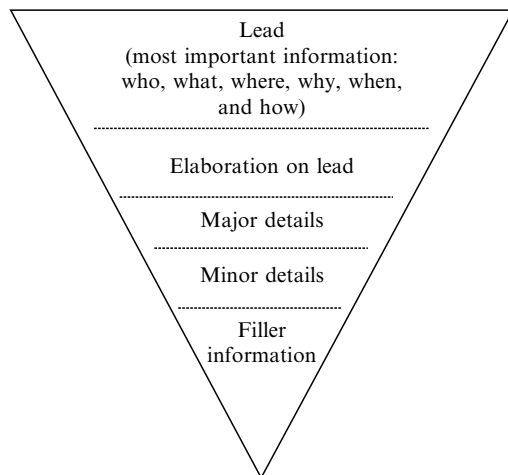 Lead
(most important information:
who, what, where, why, when,
and how)
Elaboration on lead
Major details
Minor details
Filler
information